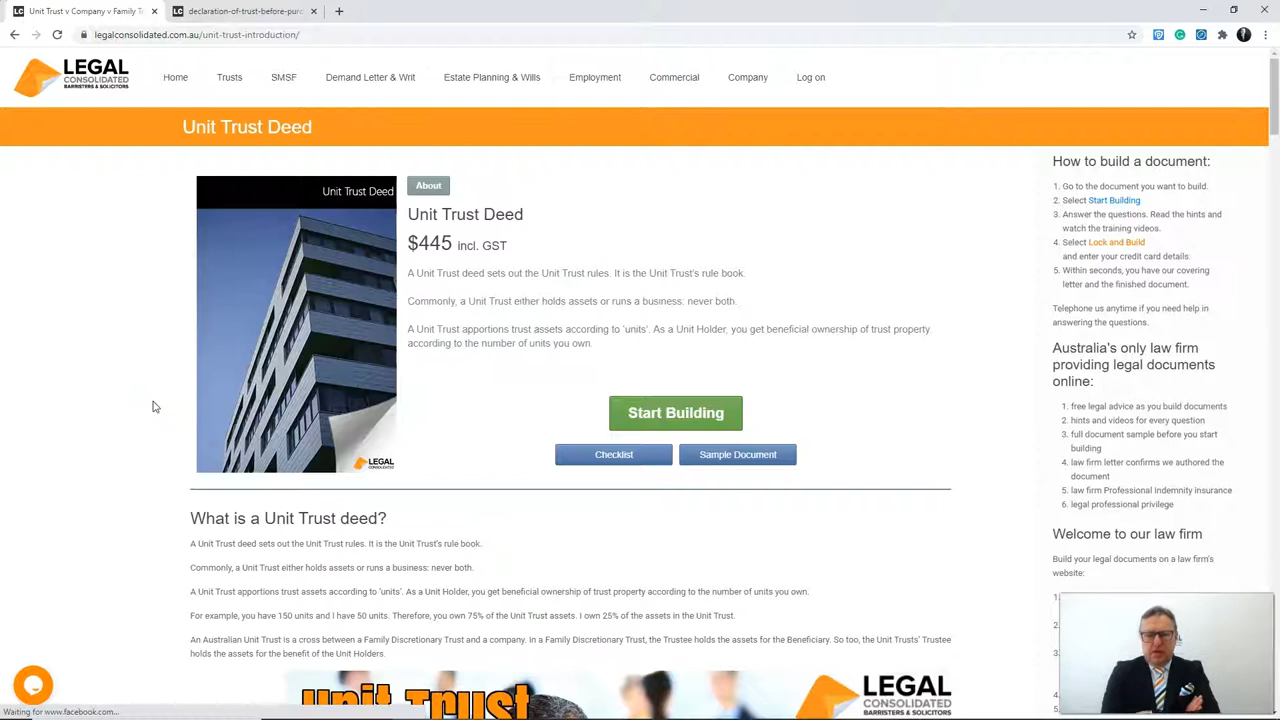 Unit Trust v Company v Family T
declaration-of-trust-before-purc
legalconsolidated.com.au/unit-trust-introduction/
LEGAL
CONSOLIDATED
BARRISTERS & SOLICITORS
Home
Trusts
SMSF
Demand Letter & Writ
Estate Planning & Wills
Employment
Commercial
Company
Log on
Unit Trust Deed
Unit Trust Deed
LEGAL
CONSOLIDATED
About
Unit Trust Deed
$445 incl. GST
A Unit Trust deed sets out the Unit Trust rules. It is the Unit Trust's rule book.
Commonly, a Unit Trust either holds assets or runs a business: never both.
A Unit Trust apportions trust assets according to 'units'. As a Unit Holder, you get beneficial ownership of trust property
according to the number of units you own.
Start Building
Checklist
Sample Document
What is a Unit Trust deed?
A Unit Trust deed sets out the Unit Trust rules. It is the Unit Trust's rule book.
Commonly, a Unit Trust either holds assets or runs a business: never both.
A Unit Trust apportions trust assets according to 'units'. As a Unit Holder, you get beneficial ownership of trust property according to the number of units you own.
For example, you have 150 units and I have 50 units. Therefore, you own 75% of the Unit Trust assets. I own 25% of the assets in the Unit Trust.
An Australian Unit Trust is a cross between a Family Discretionary Trust and a company. In a Family Discretionary Trust, the Trustee holds the assets for the Beneficiary. So too, the Unit Trusts' Trustee
holds the assets for the benefit of the Unit Holders.
Unit Trust
LEGAL
CONSOLIDATED
BARRISTERS & SOLICITORS
How to build a document:
1. Go to the document you want to build.
2. Select Start Building
3. Answer the questions. Read the hints and
watch the training videos.
4. Select Lock and Build
and enter your credit card details.
5. Within seconds, you have our covering
letter and the finished document.
Telephone us anytime if you need help in
answering the questions.
Australia's only law firm
providing legal documents
online:
1. free legal advice as you build documents
2. hints and videos for every question
3. full document sample before you start
building
4. law firm letter confirms we authored the
document
5. law firm Professional Indemnity insurance
6. legal professional privilege
Welcome to our law firm
Build your legal documents on a law firm's
website:
Waiting for www.facebook.com...